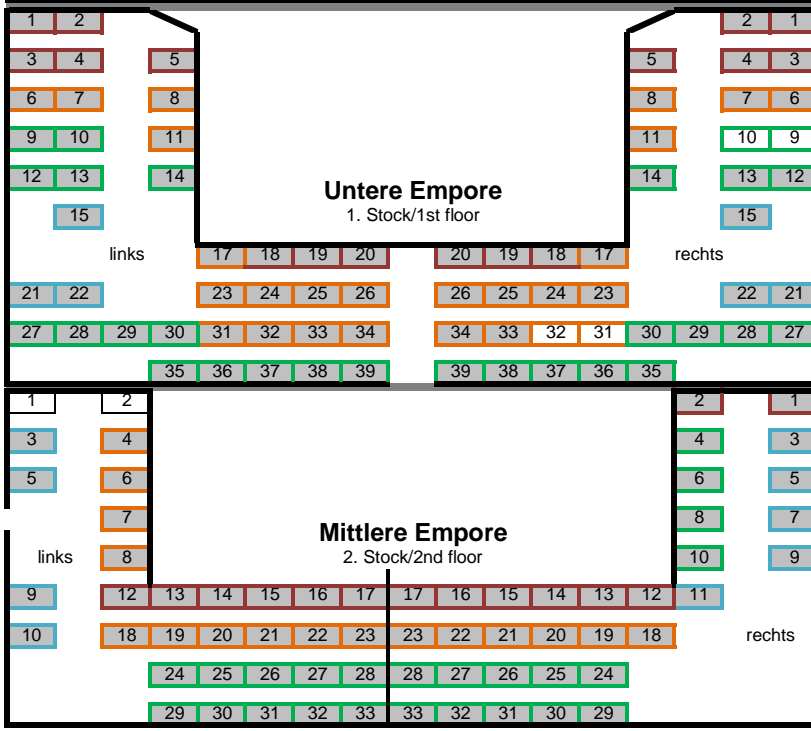 1 2 2 1
3 4 5 5 4 3
6 7 8 8 7 6
9 10 11 11 10 9
12 13 14 14 13 12
Untere Empore
15 1. Stock/1st floor 15
links 17 18 19 20 20 19 18 17 rechts
21 22 23 24 25 26 26 25 24 23 22 21
27 28 29 30 31 32 33 34 34 33 32 31 30 29 28 27
35 36 37 38 39 39 38 37 36 35
1 2 2 1
3 4 4 3
5 6 6 5
7 8 7
Mittlere Empore
links 8 2. Stock/2nd floor 10 9
9 12 13 14 15 16 17 17 16 15 14 13 12 11
10 18 19 20 21 22 23 23 22 21 20 19 18 rechts
24 25 26 27 28 28 27 26 25 24
29 30 31 32 33 33 32 31 30 29